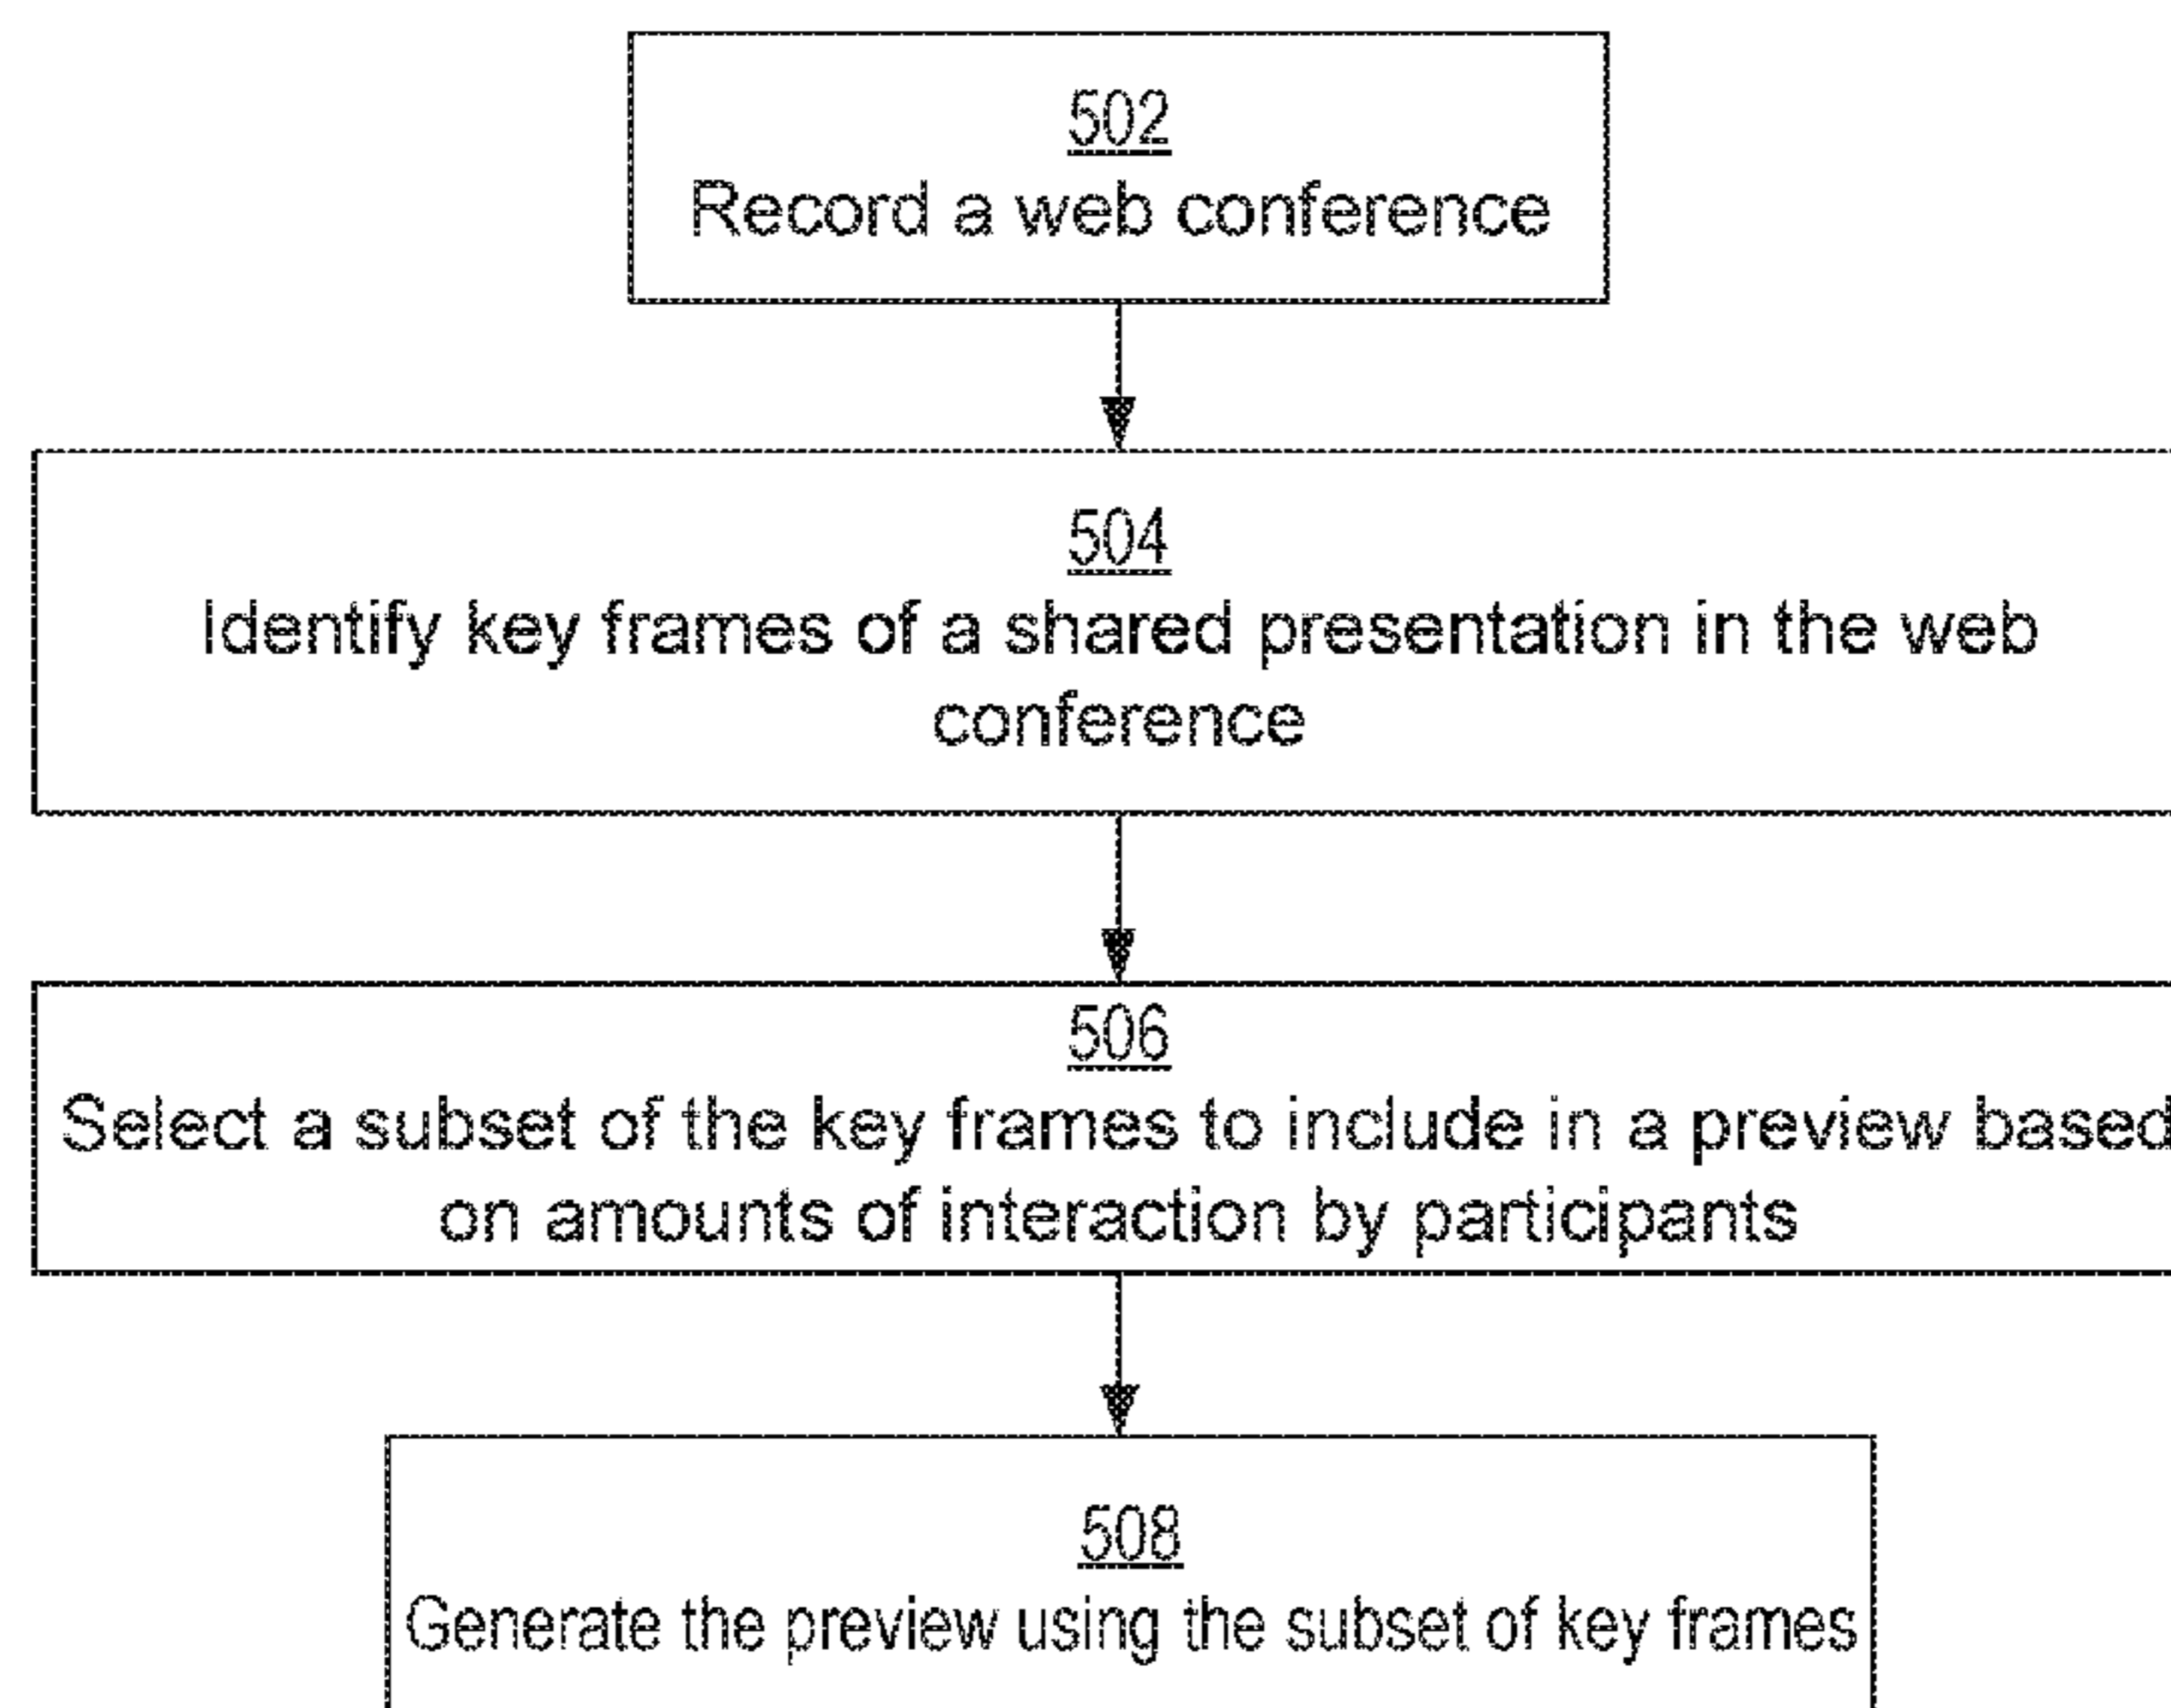 502
Record a web conference
504
Identify key frames of a shared presentation in the web
conference
506
Select a subset of the key frames to include in a preview based
on amounts of interaction by participants
508
Generate the preview using the subset of key frames